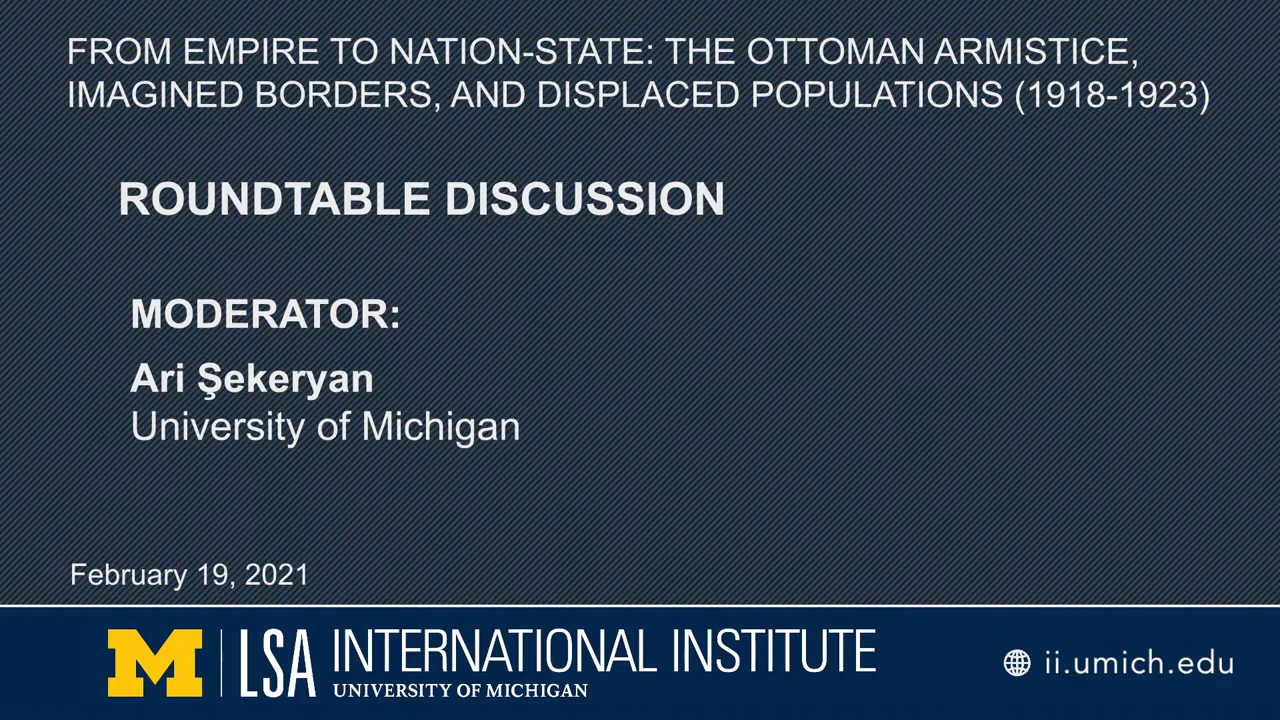 FROM EMPIRE TO NATION-STATE: THE OTTOMAN ARMISTICE,
IMAGINED BORDERS, AND DISPLACED POPULATIONS (1918-1923)
ROUNDTABLE DISCUSSION
MODERATOR:
Ari Şekeryan
University of Michigan
February 19, 2021
M LSA INTERNATIONAL INSTITUTE
UNIVERSITY OF MICHIGAN
ii.umich.edu